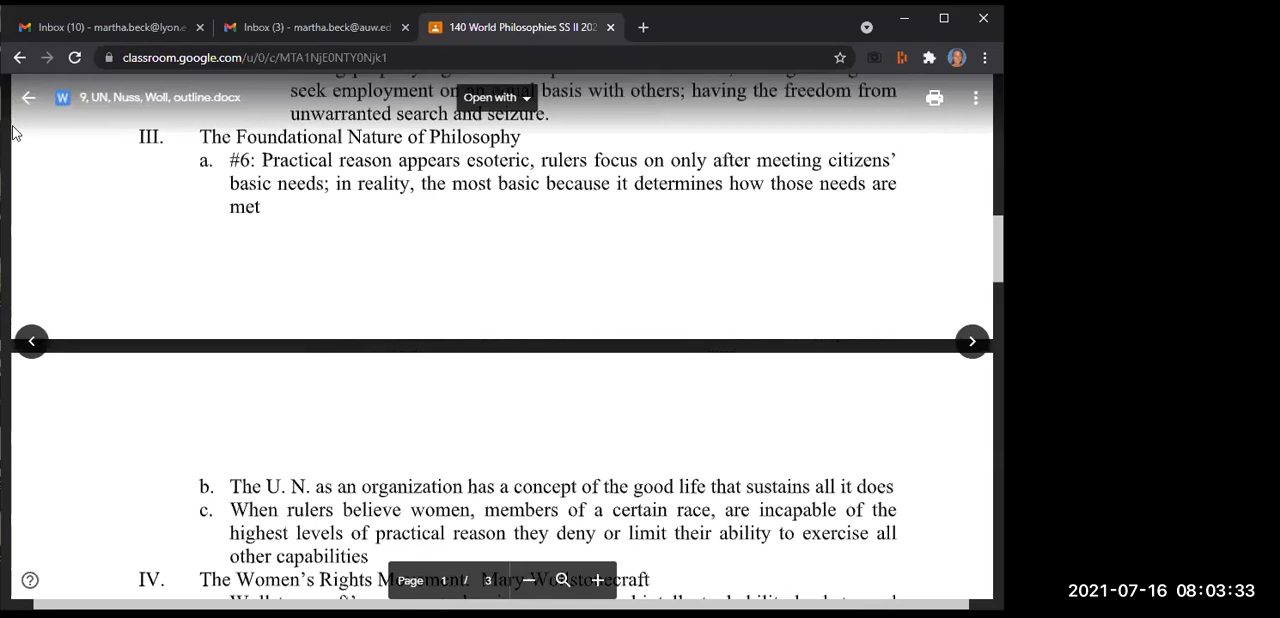 Inbox (10) - martha.beck@lyon.e
Inbox (3) - martha.beck@auw.ed
140 World Philosophies SS II 202
classroom.google.com/u/0/c/MTA1NjE0NTY0Njk1
9, UN, Nuss, Woll, outline.docx
Open with
seek employment on an equal basis with others; having the freedom from
unwarranted search and seizure.
III. The Foundational Nature of Philosophy
a. #6: Practical reason appears esoteric, rulers focus on only after meeting citizens’
basic needs; in reality, the most basic because it determines how those needs are
met
b. The U. N. as an organization has a concept of the good life that sustains all it does
c. When rulers believe women, members of a certain race, are incapable of the
highest levels of practical reason they deny or limit their ability to exercise all
other capabilities
IV. The Women’s Rights Movement. Mary Wollstonecraft
Page 1 / 3
2021-07-16 08:03:33